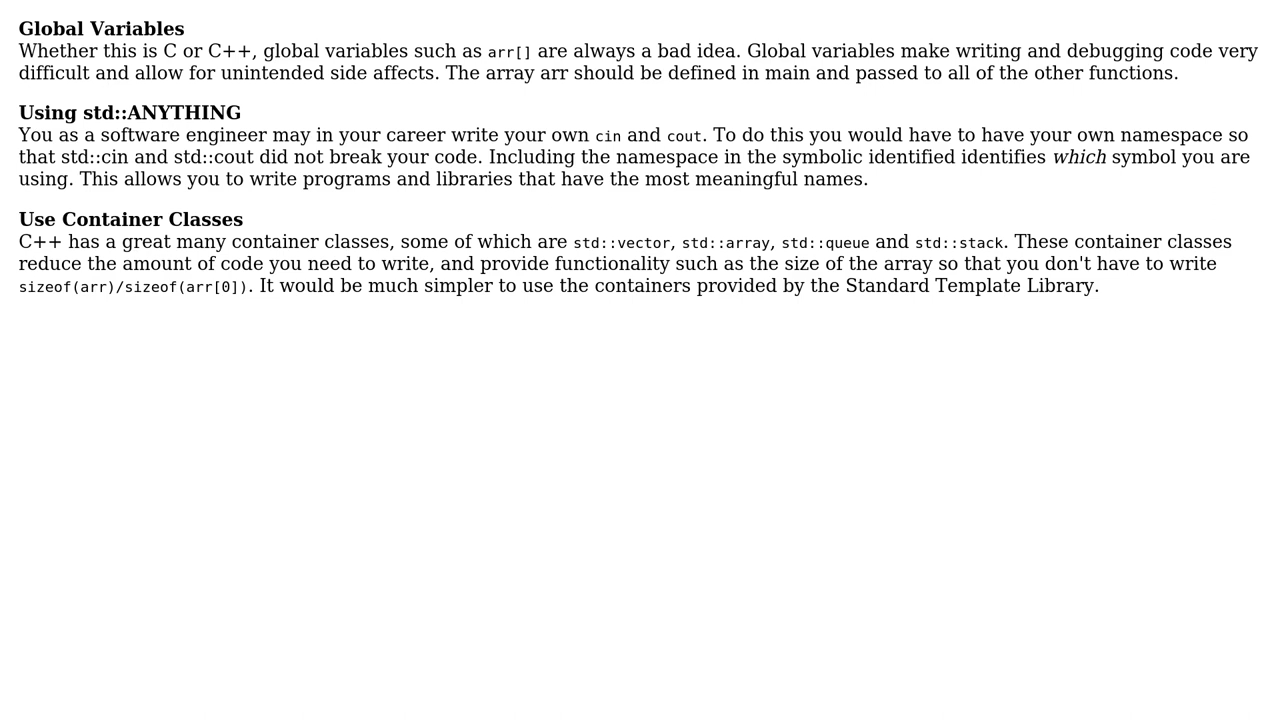 Global Variables
Whether this is C or C++, global variables such as arr[] are always a bad idea. Global variables make writing and debugging code very
difficult and allow for unintended side affects. The array arr should be defined in main and passed to all of the other functions.
Using std::ANYTHING
You as a software engineer may in your career write your own cin and cout. To do this you would have to have your own namespace so
that std::cin and std::cout did not break your code. Including the namespace in the symbolic identified identifies which symbol you are
using. This allows you to write programs and libraries that have the most meaningful names.
Use Container Classes
C++ has a great many container classes, some of which are std::vector, std::array, std::queue and std::stack. These container classes
reduce the amount of code you need to write, and provide functionality such as the size of the array so that you don't have to write
sizeof(arr)/sizeof(arr[0]). It would be much simpler to use the containers provided by the Standard Template Library.